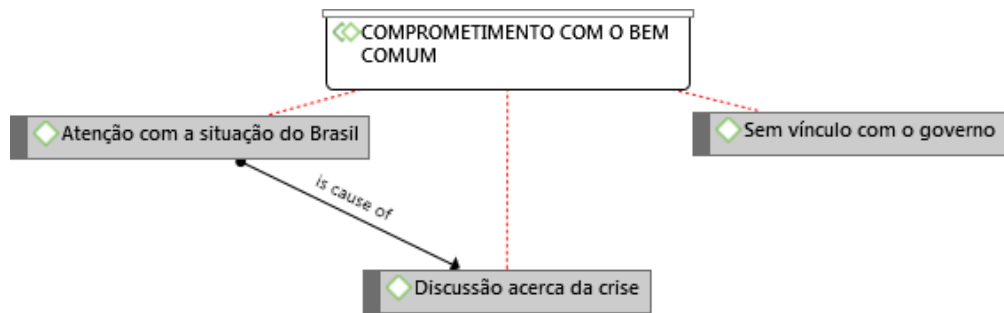 COMPROMETIMENTO COM O BEM
COMUM
Atenção com a situação do Brasil
Sem vínculo com o governo
is cause of
Discussão acerca da crise